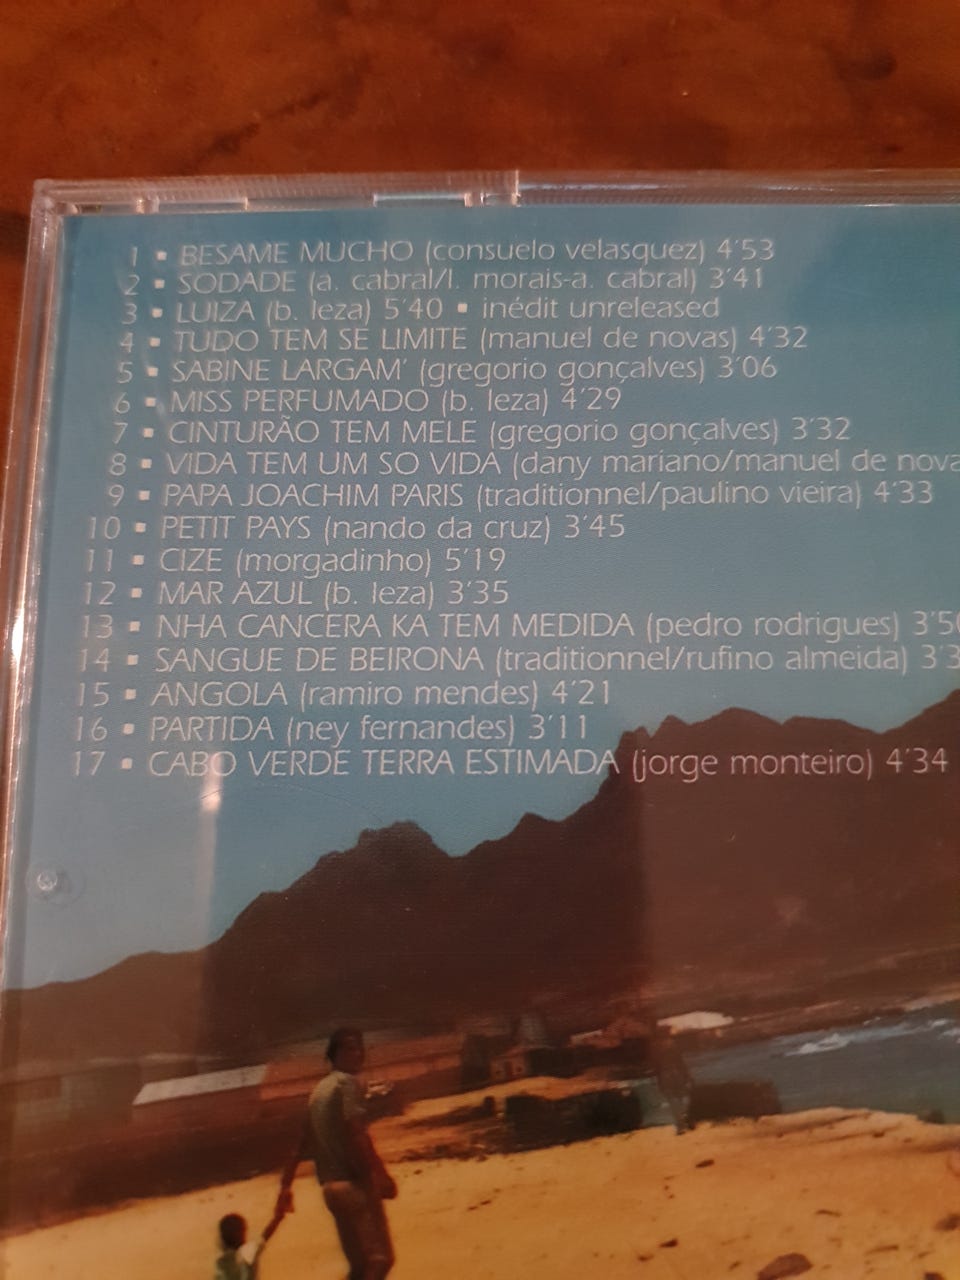 1 ▪ BESAME MUCHO (consuelo velasquez) 4'53
2 ▪ SODADE (a. cabral/l. morais-a. cabral) 3'41
3 ▪ LUIZA (b. leza) 5'40 ▪ inédit unreleased
4 ▪ TUDO TEM SE LIMITE (manuel de novas) 4'32
5 ▪ SABINE LARGAM' (gregorio gonçalves) 3'06
6 ▪ MISS PERFUMADO (b. leza) 4'29
7 ▪ CINTURÃO TEM MELE (gregorio gonçalves) 3'32
8 ▪ VIDA TEM UM SO VIDA (dany mariano/manuel de nova
9 ▪ PAPA JOACHIM PARIS (traditionnel/paulino vieira) 4'33
10 ▪ PETIT PAYS (nando da cruz) 3'45
11 ▪ CIZE (morgadinho) 5'19
12 ▪ MAR AZUL (b. leza) 3'35
13 ▪ NHA CANCERA KA TEM MEDIDA (pedro rodrigues) 3'50
14 ▪ SANGUE DE BEIRONA (traditionnel/rufino almeida) 3'3
15 ▪ ANGOLA (ramiro mendes) 4'21
16 ▪ PARTIDA (ney fernandes) 3'11
17 ▪ CABO VERDE TERRA ESTIMADA (jorge monteiro) 4'34